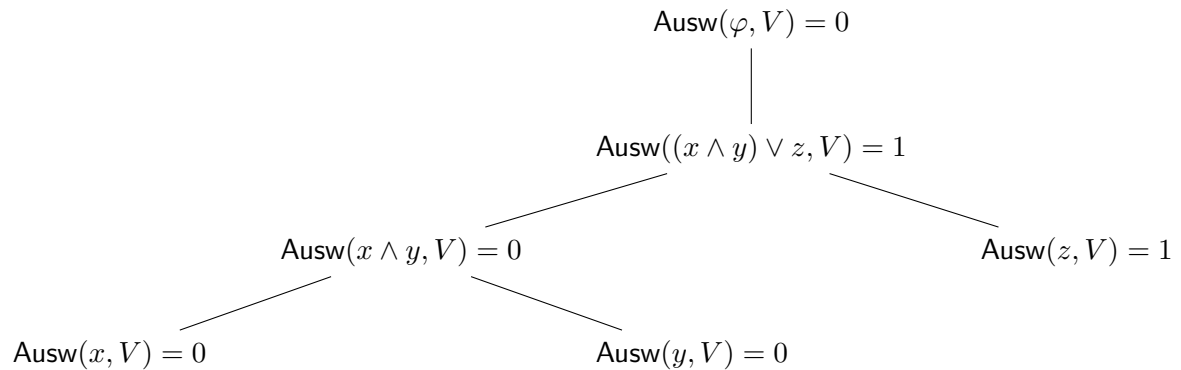 Ausw(φ, V) = 0
Ausw((x ∧ y) ∨ z, V) = 1
Ausw(x ∧ y, V) = 0
Ausw(z, V) = 1
Ausw(x, V) = 0
Ausw(y, V) = 0